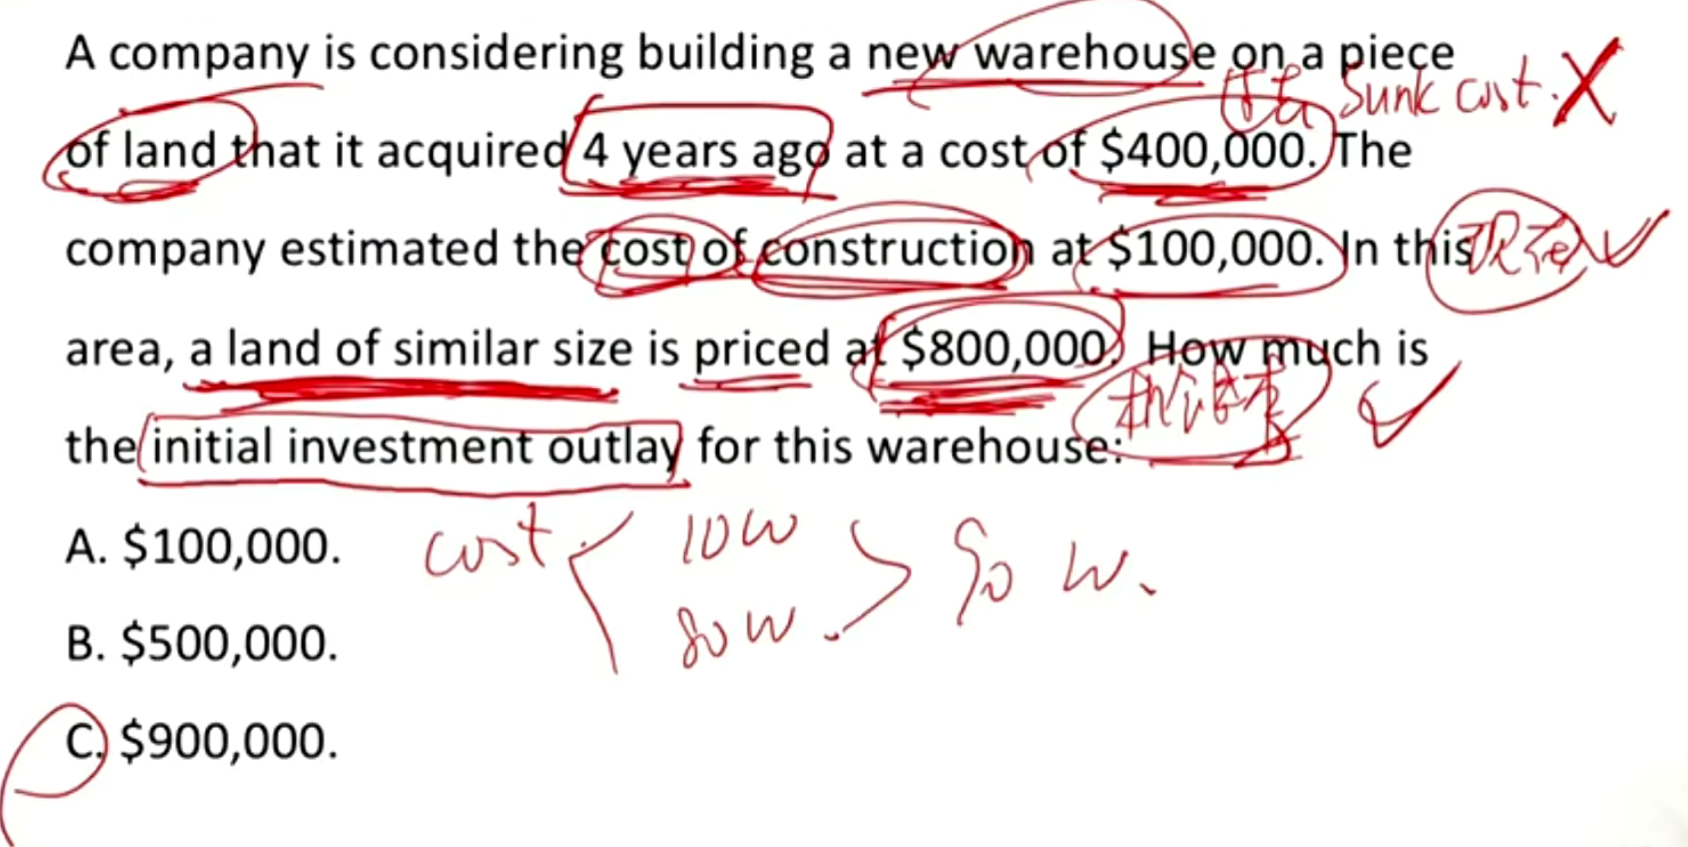 A company is considering building a new warehouse on a piece
过去 Sunk cost.
of land that it acquired 4 years ago at a cost of $400,000. The
company estimated the cost of construction at $100,000. In this
现在
area, a land of similar size is priced at $800,000. How much is
机会成本
the initial investment outlay for this warehouse:
A. $100,000.
cost 10W 80W. 90W.
B. $500,000.
C. $900,000.